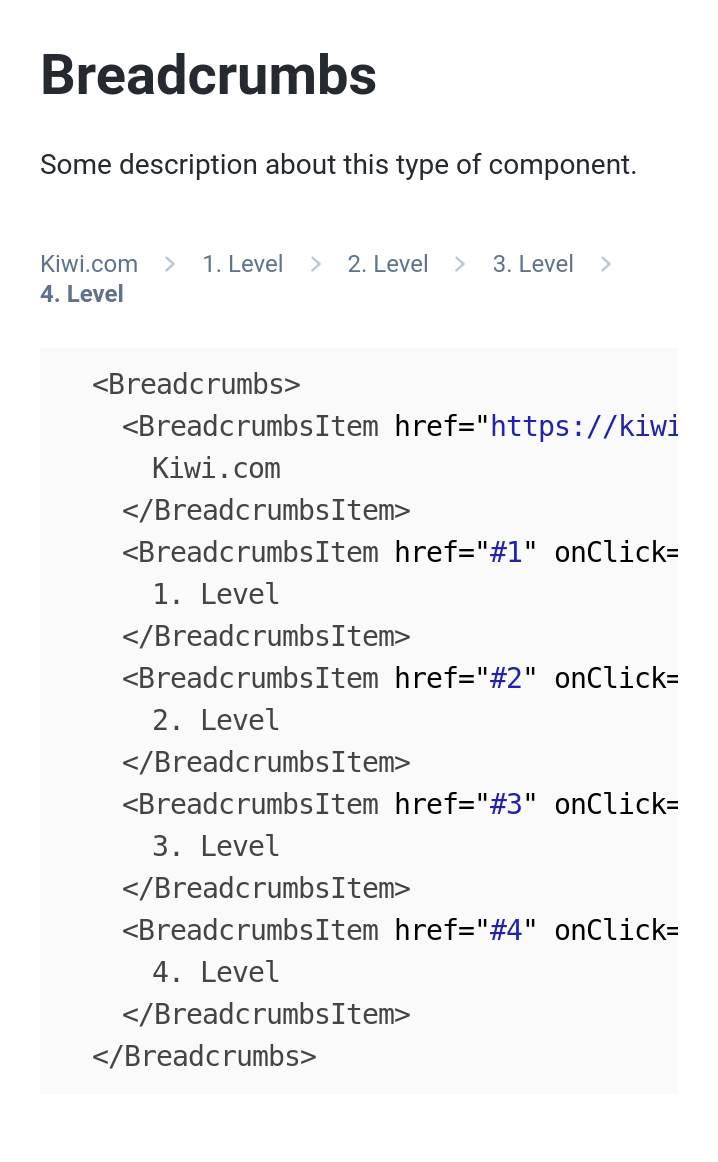 Breadcrumbs
Some description about this type of component.
Kiwi.com > 1. Level > 2. Level > 3. Level >
4. Level
<Breadcrumbs>
<BreadcrumbsItem href="https://kiwi
Kiwi.com
</BreadcrumbsItem>
<BreadcrumbsItem href="#1" onClick=
1. Level
</BreadcrumbsItem>
<BreadcrumbsItem href="#2" onClick=
2. Level
</BreadcrumbsItem>
<BreadcrumbsItem href="#3" onClick=
3. Level
</BreadcrumbsItem>
<BreadcrumbsItem href="#4" onClick=
4. Level
</BreadcrumbsItem>
</Breadcrumbs>